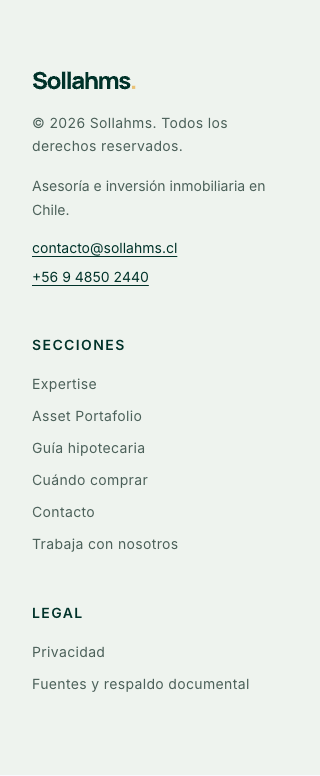 Sollahms.
© 2026 Sollahms. Todos los
derechos reservados.
Asesoría e inversión inmobiliaria en
Chile.
contacto@sollahms.cl
+56 9 4850 2440
SECCIONES
Expertise
Asset Portafolio
Guía hipotecaria
Cuándo comprar
Contacto
Trabaja con nosotros
LEGAL
Privacidad
Fuentes y respaldo documental